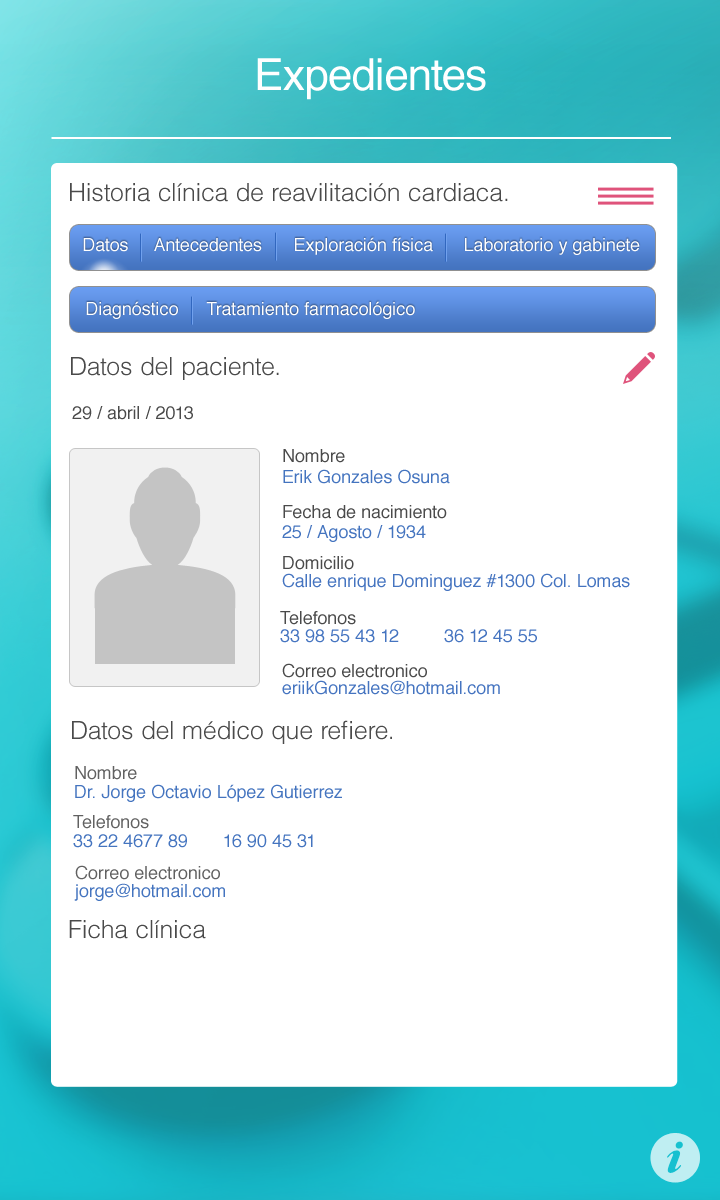 Expedientes
Historia clínica de reavilitación cardiaca.
Datos Antecedentes Exploración física Laboratorio y gabinete
Diagnóstico Tratamiento farmacológico
Datos del paciente.
29 / abril / 2013
Nombre
Erik Gonzales Osuna
Fecha de nacimiento
25 / Agosto / 1934
Domicilio
Calle enrique Dominguez #1300 Col. Lomas
Telefonos
33 98 55 43 12 36 12 45 55
Correo electronico
eriikGonzales@hotmail.com
Datos del médico que refiere.
Nombre
Dr. Jorge Octavio López Gutierrez
Telefonos
33 22 4677 89 16 90 45 31
Correo electronico
jorge@hotmail.com
Ficha clínica
i